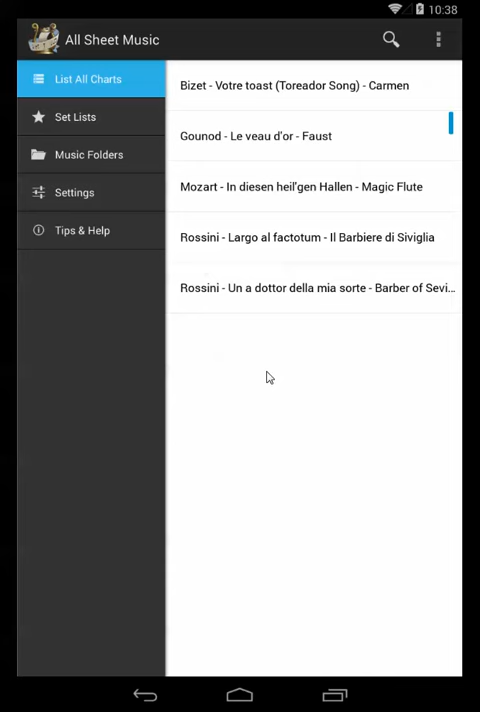 10:38
All Sheet Music
List All Charts
Set Lists
Music Folders
Settings
Tips & Help
Bizet - Votre toast (Toreador Song) - Carmen
Gounod - Le veau d'or - Faust
Mozart - In diesen heil'gen Hallen - Magic Flute
Rossini - Largo al factotum - Il Barbiere di Siviglia
Rossini - Un a dottor della mia sorte - Barber of Sevi...